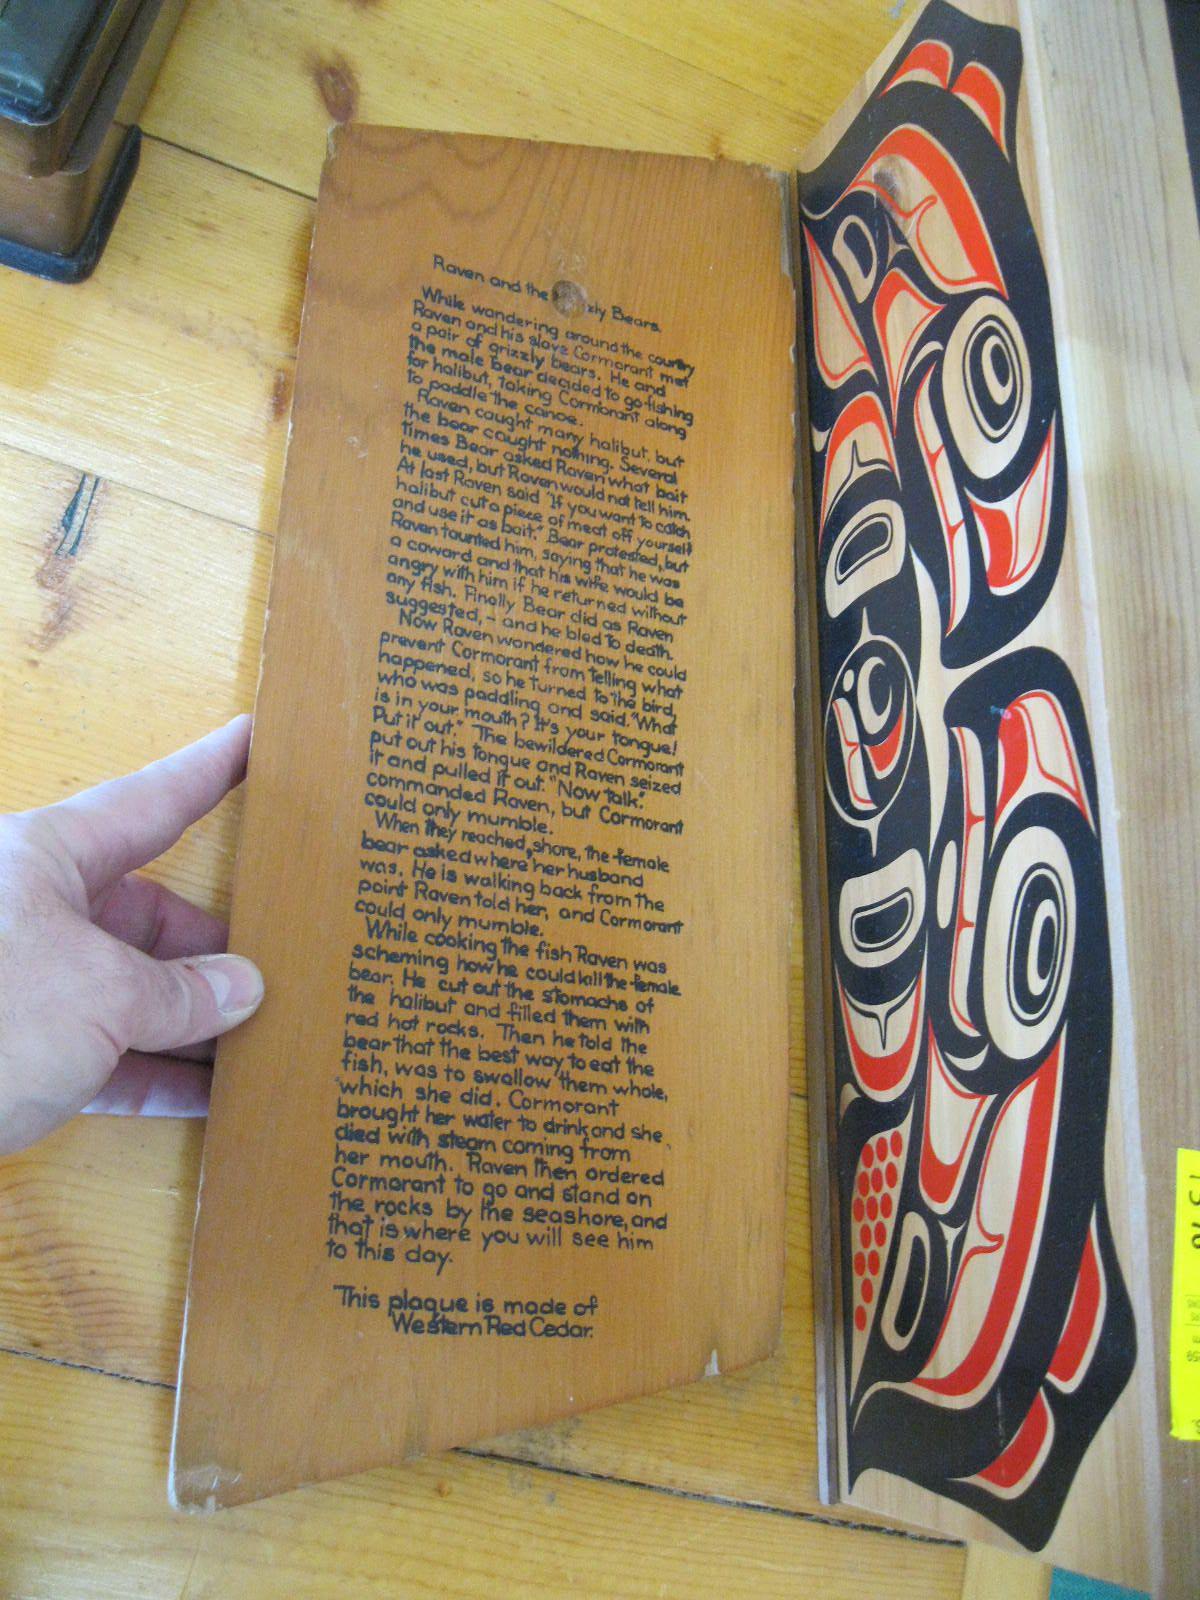 Raven and the zly Bears.
While wandering around the country
Raven and his slave Cormorant met
a pair of grizzly bears. He and
the male bear decided to go fishing
for halibut, taking Cormorant along
to paddle the canoe.
Raven caught many halibut, but
the bear caught nothing. Several
times Bear asked Raven what bait
he used, but Raven would not tell him.
At last Raven said "If you want to catch
halibut cut a piece of meat off yourself
and use it as bait." Bear protested, but
Raven taunted him, saying that he was
a coward and that his wife would be
angry with him if he returned without
any fish. Finally Bear did as Raven
suggested, - and he bled to death.
Now Raven wondered how he could
prevent Cormorant from telling what
happened, so he turned to the bird,
who was paddling and said. "What
is in your mouth? It's your tongue!
Put it out." The bewildered Cormorant
put out his tongue and Raven seized
it and pulled it out. "Now talk".
commanded Raven, but Cormorant
could only mumble.
When they reached shore, the female
bear asked where her husband
was. He is walking back from the
point Raven told her, and Cormorant
could only mumble.
While cooking the fish Raven was
scheming how he could kill the female
bear. He cut out the stomachs of
the halibut and filled them with
red hot rocks. Then he told the
bear that the best way to eat the
fish, was to swallow them whole,
which she did. Cormorant
brought her water to drink and she
died with steam coming from
her mouth. Raven then ordered
Cormorant to go and stand on
the rocks by the seashore, and
that is where you will see him
to this day.
This plaque is made of
Western Red Cedar.